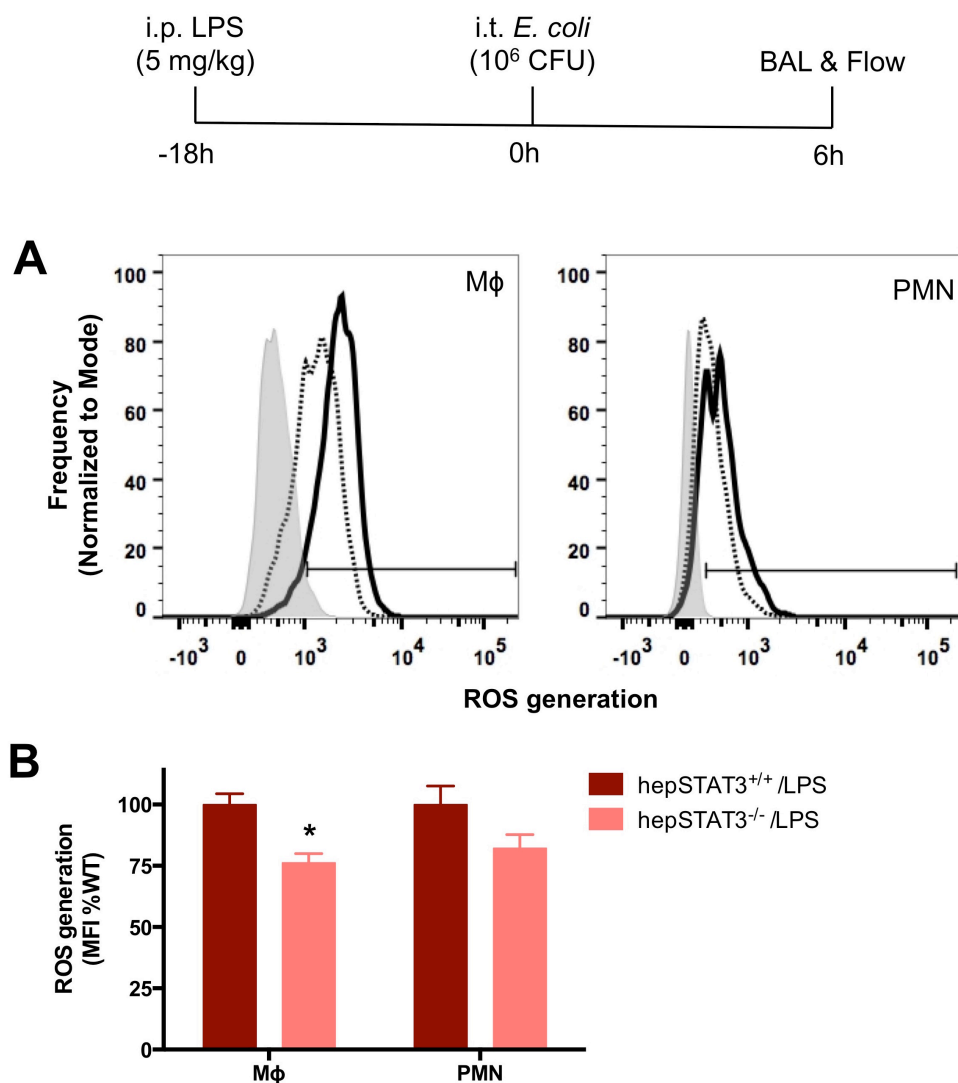 i.p. LPS
(5 mg/kg)
i.t. E. coli
(10⁶ CFU)
BAL & Flow
-18h
0h
6h
A
Frequency
(Normalized to Mode)
100
80
60
40
20
0
Mϕ
-10³ 0 10³ 10⁴ 10⁵
100
80
60
40
20
0
PMN
-10³ 0 10³ 10⁴ 10⁵
ROS generation
B
ROS generation
(MFI %WT)
100
75
50
25
0
*
Mϕ
PMN
hepSTAT3⁺/⁺/LPS
hepSTAT3⁻/⁻/LPS